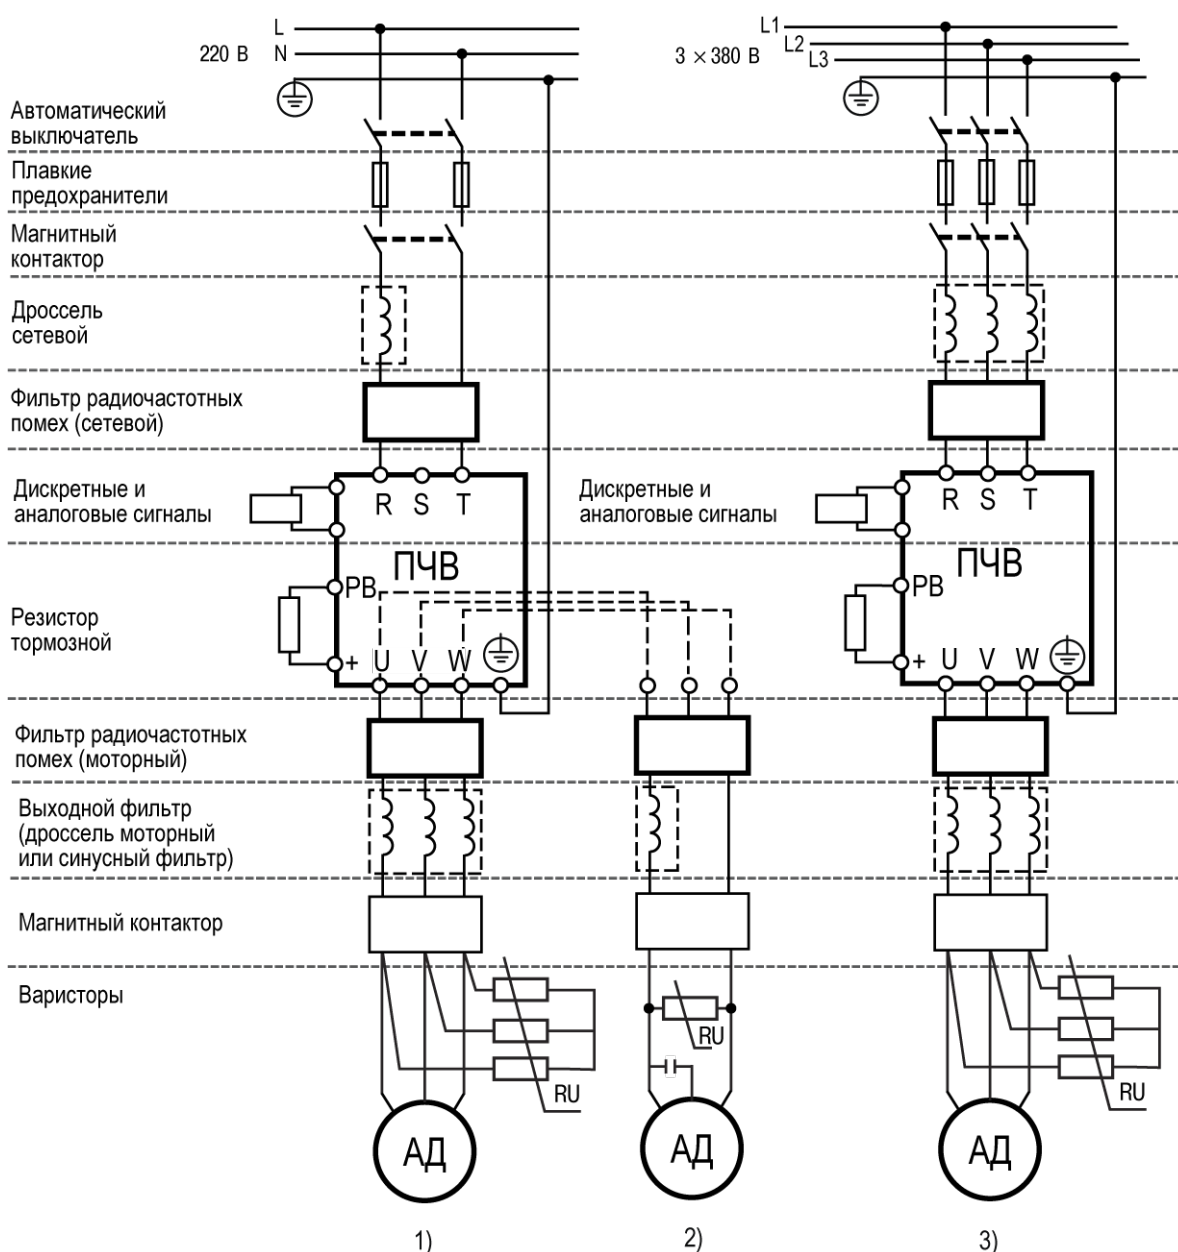 L
220 В N
L1
L2
3 × 380 В L3
Автоматический
выключатель
Плавкие
предохранители
Магнитный
контактор
Дроссель
сетевой
Фильтр радиочастотных
помех (сетевой)
Дискретные и
аналоговые сигналы
R S T
Дискретные и
аналоговые сигналы
R S T
ПЧВ
ПЧВ
PB
PB
Резистор
тормозной
+ U V W
+ U V W
Фильтр радиочастотных
помех (моторный)
Выходной фильтр
(дроссель моторный
или синусный фильтр)
Магнитный контактор
Варисторы
RU
RU
RU
АД
АД
АД
1)
2)
3)